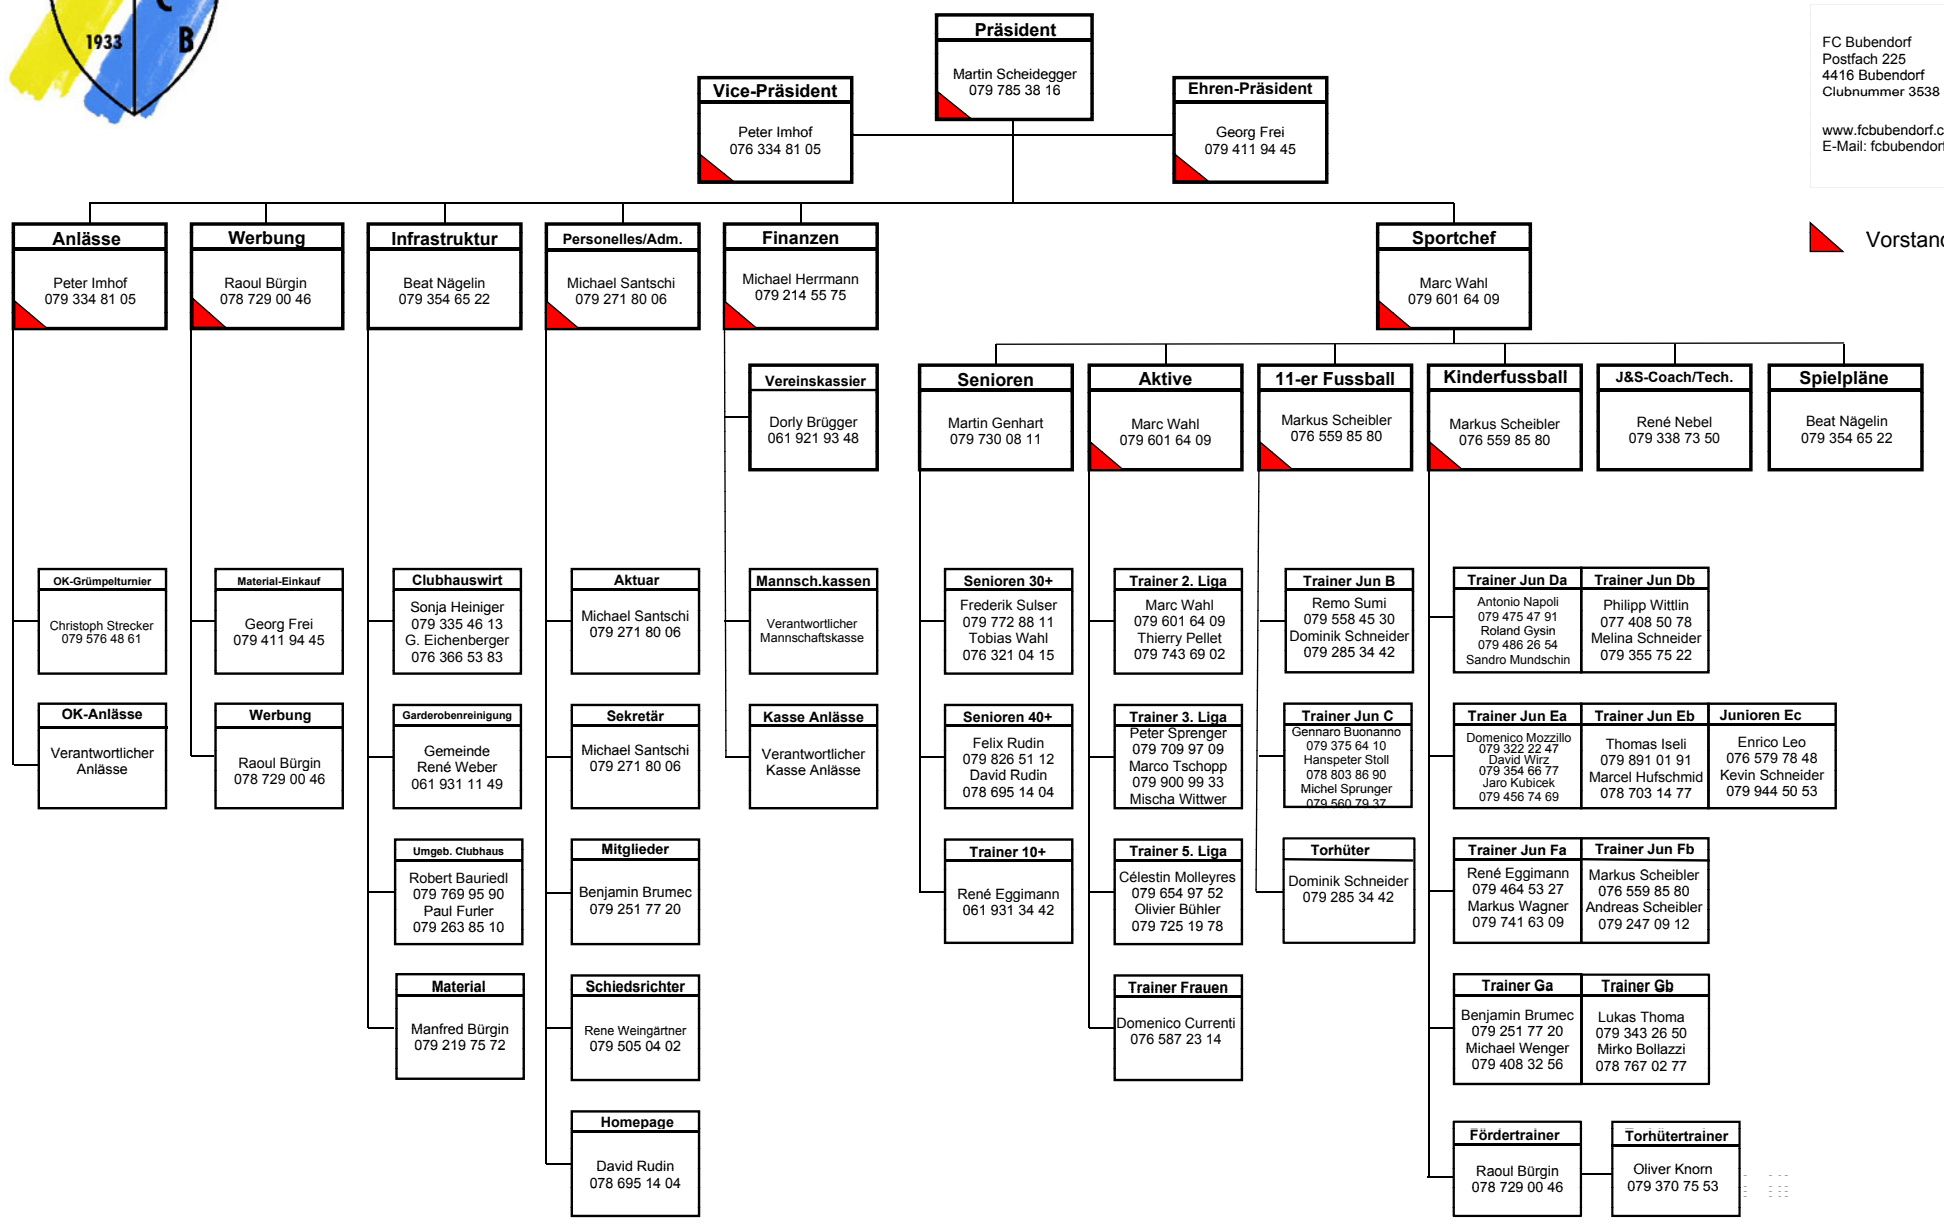 C
1933
B
Präsident
Martin Scheidegger
079 785 38 16
Vice-Präsident
Peter Imhof
076 334 81 05
Ehren-Präsident
Georg Frei
079 411 94 45
FC Bubendorf
Postfach 225
4416 Bubendorf
Clubnummer 3538
www.fcbubendorf.c
E-Mail: fcbubendorf
Vorstand
Anlässe
Peter Imhof
079 334 81 05
Werbung
Raoul Bürgin
078 729 00 46
Infrastruktur
Beat Nägelin
079 354 65 22
Personelles/Adm.
Michael Santschi
079 271 80 06
Finanzen
Michael Herrmann
079 214 55 75
Sportchef
Marc Wahl
079 601 64 09
Vereinskassier
Dorly Brügger
061 921 93 48
Senioren
Martin Genhart
079 730 08 11
Aktive
Marc Wahl
079 601 64 09
11-er Fussball
Markus Scheibler
076 559 85 80
Kinderfussball
Markus Scheibler
076 559 85 80
J&S-Coach/Tech.
René Nebel
079 338 73 50
Spielpläne
Beat Nägelin
079 354 65 22
OK-Grümpelturnier
Christoph Strecker
079 576 48 61
Material-Einkauf
Georg Frei
079 411 94 45
Clubhauswirt
Sonja Heiniger
079 335 46 13
G. Eichenberger
076 366 53 83
Aktuar
Michael Santschi
079 271 80 06
Mannsch.kassen
Verantwortlicher
Mannschaftskasse
Senioren 30+
Frederik Sulser
079 772 88 11
Tobias Wahl
076 321 04 15
Trainer 2. Liga
Marc Wahl
079 601 64 09
Thierry Pellet
079 743 69 02
Trainer Jun B
Remo Sumi
079 558 45 30
Dominik Schneider
079 285 34 42
Trainer Jun Da
Antonio Napoli
079 475 47 91
Roland Gysin
079 486 26 54
Sandro Mundschin
Trainer Jun Db
Philipp Wittlin
077 408 50 78
Melina Schneider
079 355 75 22
OK-Anlässe
Verantwortlicher
Anlässe
Werbung
Raoul Bürgin
078 729 00 46
Garderobenreinigung
Gemeinde
René Weber
061 931 11 49
Sekretär
Michael Santschi
079 271 80 06
Kasse Anlässe
Verantwortlicher
Kasse Anlässe
Senioren 40+
Felix Rudin
079 826 51 12
David Rudin
078 695 14 04
Trainer 3. Liga
Peter Sprenger
079 709 97 09
Marco Tschopp
079 900 99 33
Mischa Wittwer
Trainer Jun C
Gennaro Buonanno
079 375 64 10
Hanspeter Stoll
078 803 86 90
Michel Sprunger
079 560 79 37
Trainer Jun Ea
Domenico Mozzillo
079 322 22 47
David Wirz
079 354 66 77
Jaro Kubicek
079 456 74 69
Trainer Jun Eb
Thomas Iseli
079 891 01 91
Marcel Hufschmid
078 703 14 77
Junioren Ec
Enrico Leo
076 579 78 48
Kevin Schneider
079 944 50 53
Umgeb. Clubhaus
Robert Bauriedl
079 769 95 90
Paul Furler
079 263 85 10
Mitglieder
Benjamin Brumec
079 251 77 20
Trainer 10+
René Eggimann
061 931 34 42
Trainer 5. Liga
Célestin Molleyres
079 654 97 52
Olivier Bühler
079 725 19 78
Torhüter
Dominik Schneider
079 285 34 42
Trainer Jun Fa
René Eggimann
079 464 53 27
Markus Wagner
079 741 63 09
Trainer Jun Fb
Markus Scheibler
076 559 85 80
Andreas Scheibler
079 247 09 12
Material
Manfred Bürgin
079 219 75 72
Schiedsrichter
Rene Weingärtner
079 505 04 02
Trainer Frauen
Domenico Currenti
076 587 23 14
Trainer Ga
Benjamin Brumec
079 251 77 20
Michael Wenger
079 408 32 56
Trainer Gb
Lukas Thoma
079 343 26 50
Mirko Bollazzi
078 767 02 77
Homepage
David Rudin
078 695 14 04
Fördertrainer
Raoul Bürgin
078 729 00 46
Torhütertrainer
Oliver Knorn
079 370 75 53